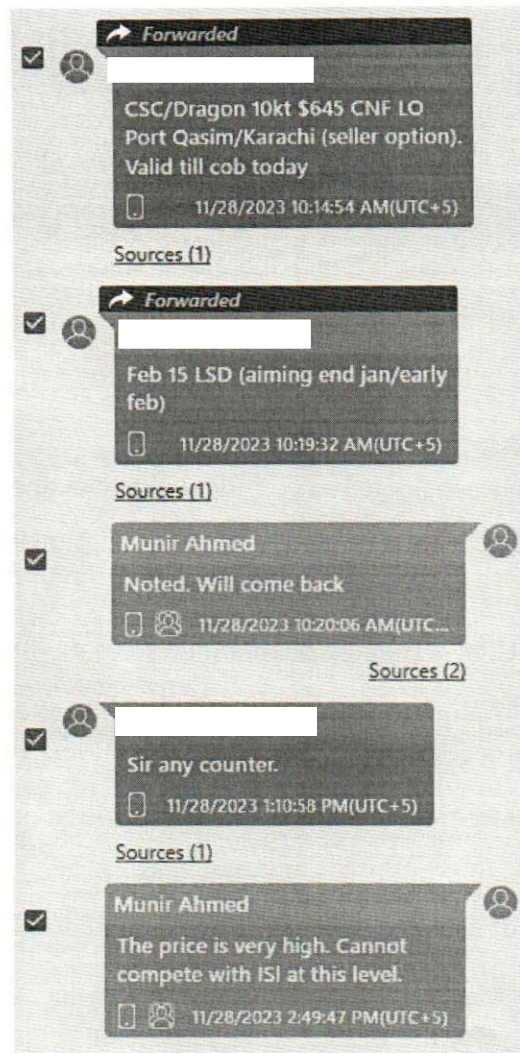 Forwarded
CSC/Dragon 10kt $645 CNF LO
Port Qasim/Karachi (seller option).
Valid till cob today
11/28/2023 10:14:54 AM(UTC+5)
Sources (1)
Forwarded
Feb 15 LSD (aiming end jan/early
feb)
11/28/2023 10:19:32 AM(UTC+5)
Sources (1)
Munir Ahmed
Noted. Will come back
11/28/2023 10:20:06 AM(UTC...
Sources (2)
Sir any counter.
11/28/2023 1:10:58 PM(UTC+5)
Sources (1)
Munir Ahmed
The price is very high. Cannot
compete with ISI at this level.
11/28/2023 2:49:47 PM(UTC+5)